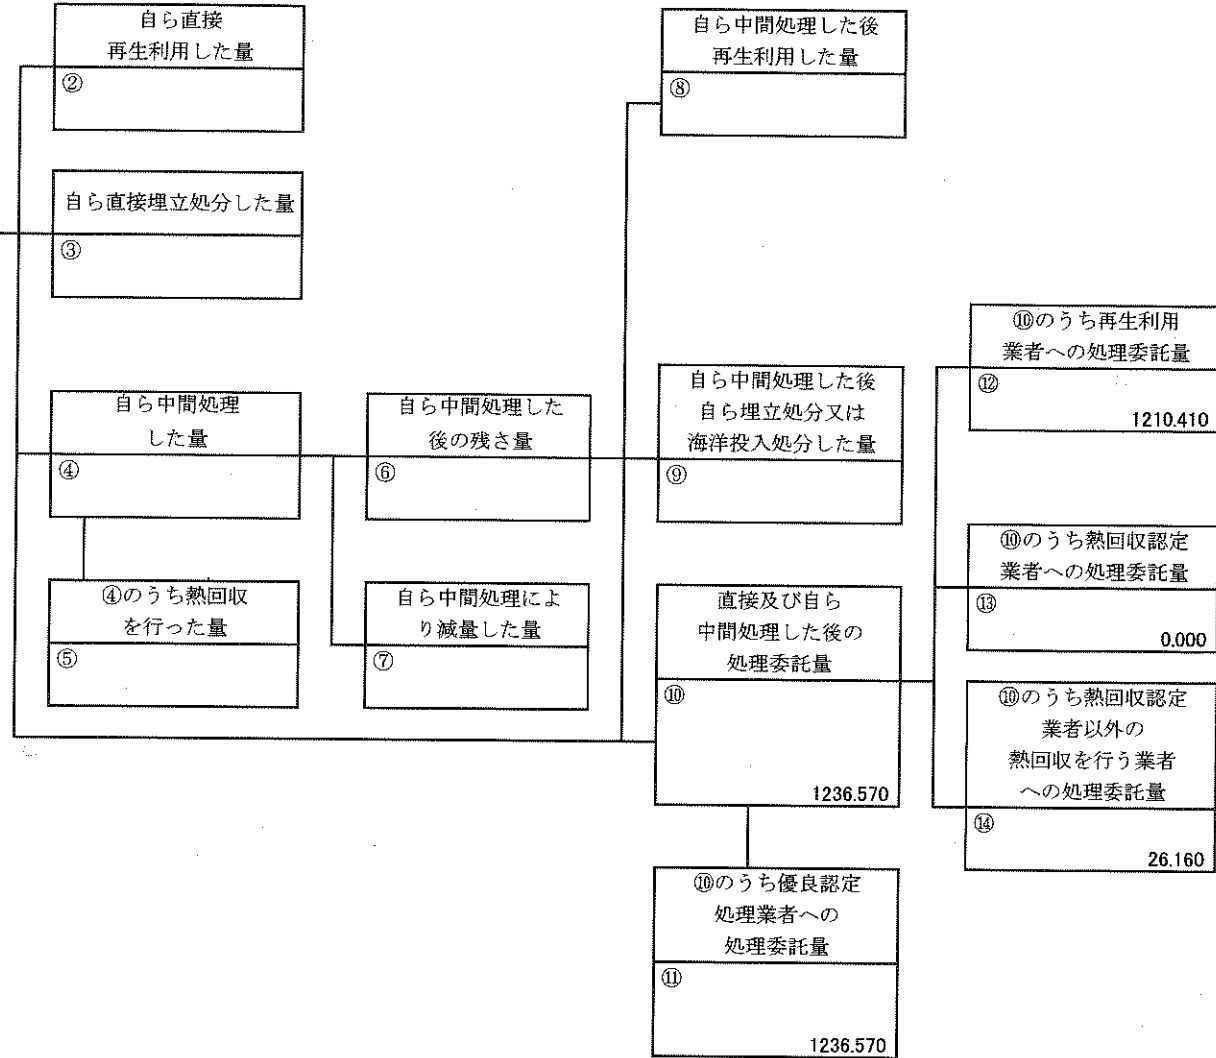 自ら直接
再生利用した量
②
自ら直接埋立処分した量
③
自ら中間処理
した量
④
④のうち熱回収
を行った量
⑤
自ら中間処理した
後の残さ量
⑥
自ら中間処理によ
り減量した量
⑦
自ら中間処理した後
再生利用した量
⑧
自ら中間処理した後
自ら埋立処分又は
海洋投入処分した量
⑨
直接及び自ら
中間処理した後の
処理委託量
⑩
1236.570
⑩のうち優良認定
処理業者への
処理委託量
⑪
1236.570
⑩のうち再生利用
業者への処理委託量
⑫
1210.410
⑩のうち熱回収認定
業者への処理委託量
⑬
0.000
⑩のうち熱回収認定
業者以外の
熱回収を行う業者
への処理委託量
⑭
26.160